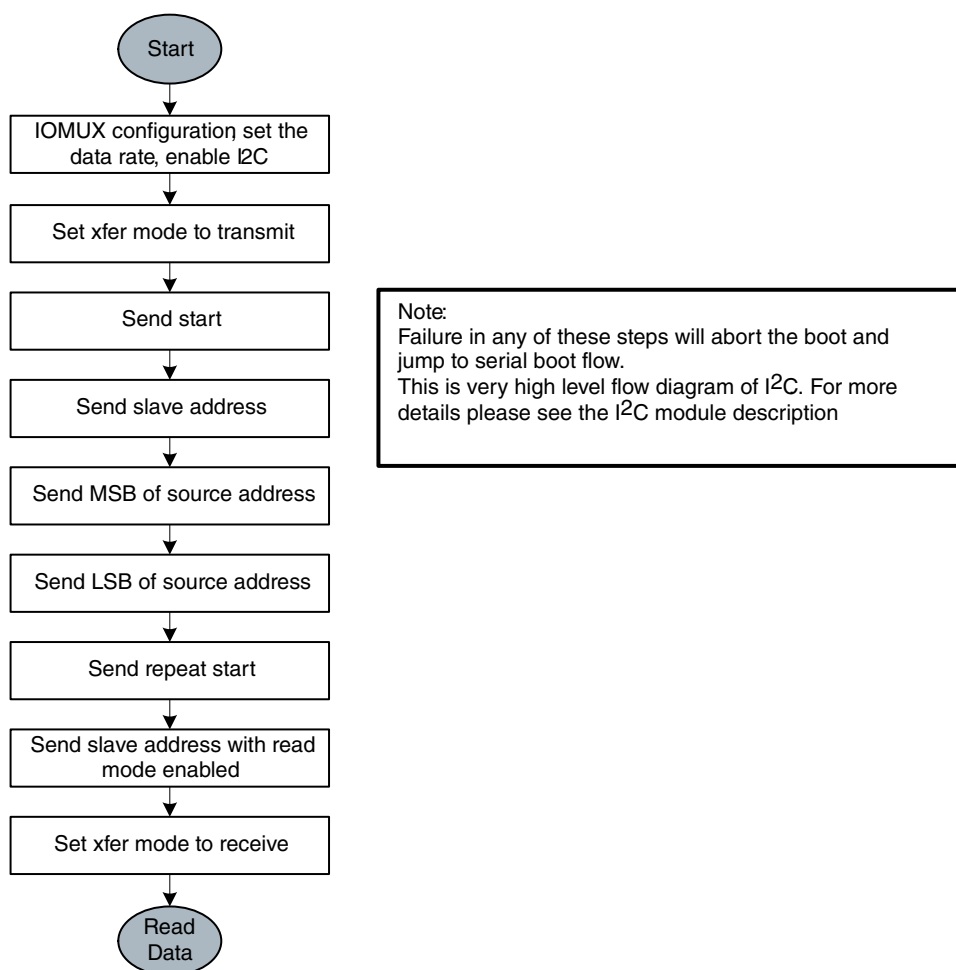 Start
IOMUX configuration, set the
data rate, enable I2C
Set xfer mode to transmit
Send start
Send slave address
Send MSB of source address
Send LSB of source address
Send repeat start
Send slave address with read
mode enabled
Set xfer mode to receive
Read
Data
Note:
Failure in any of these steps will abort the boot and
jump to serial boot flow.
This is very high level flow diagram of I2C. For more
details please see the I2C module description